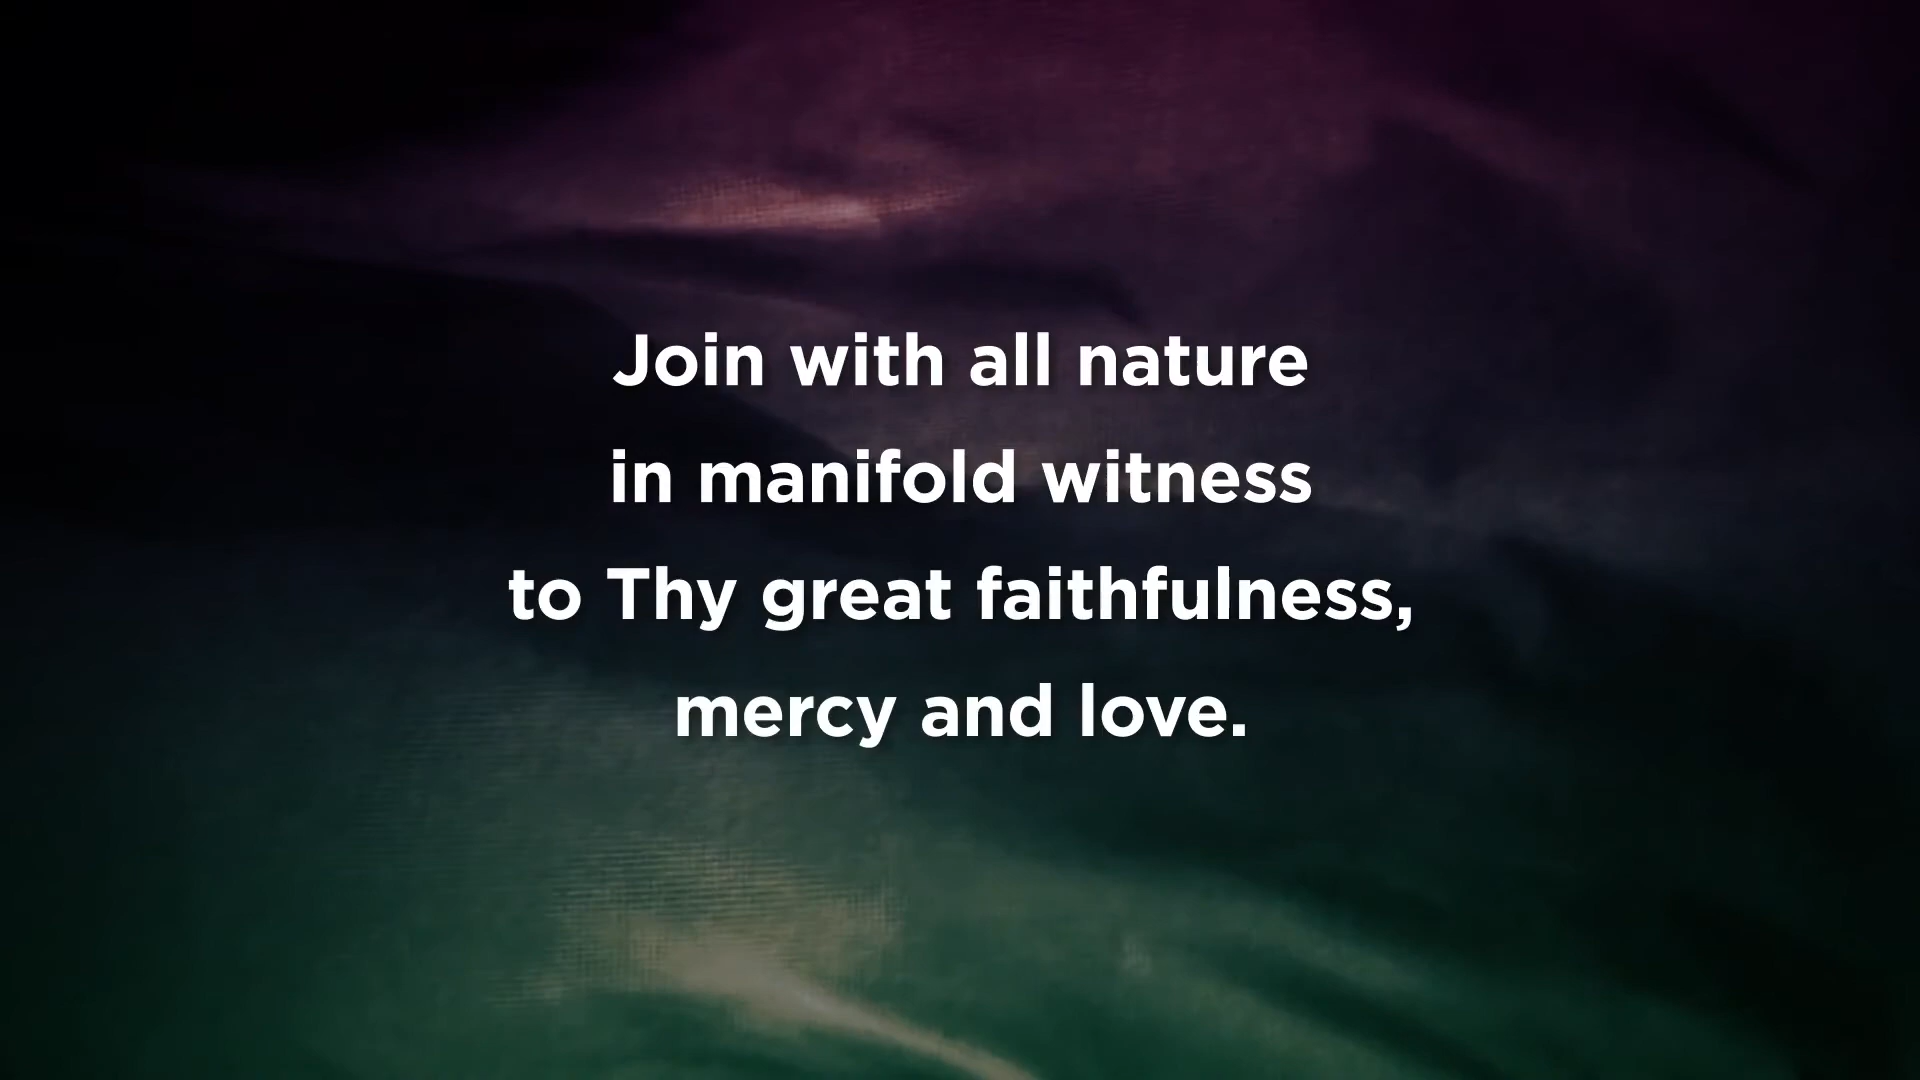 Join with all nature
in manifold witness
to Thy great faithfulness,
mercy and love.